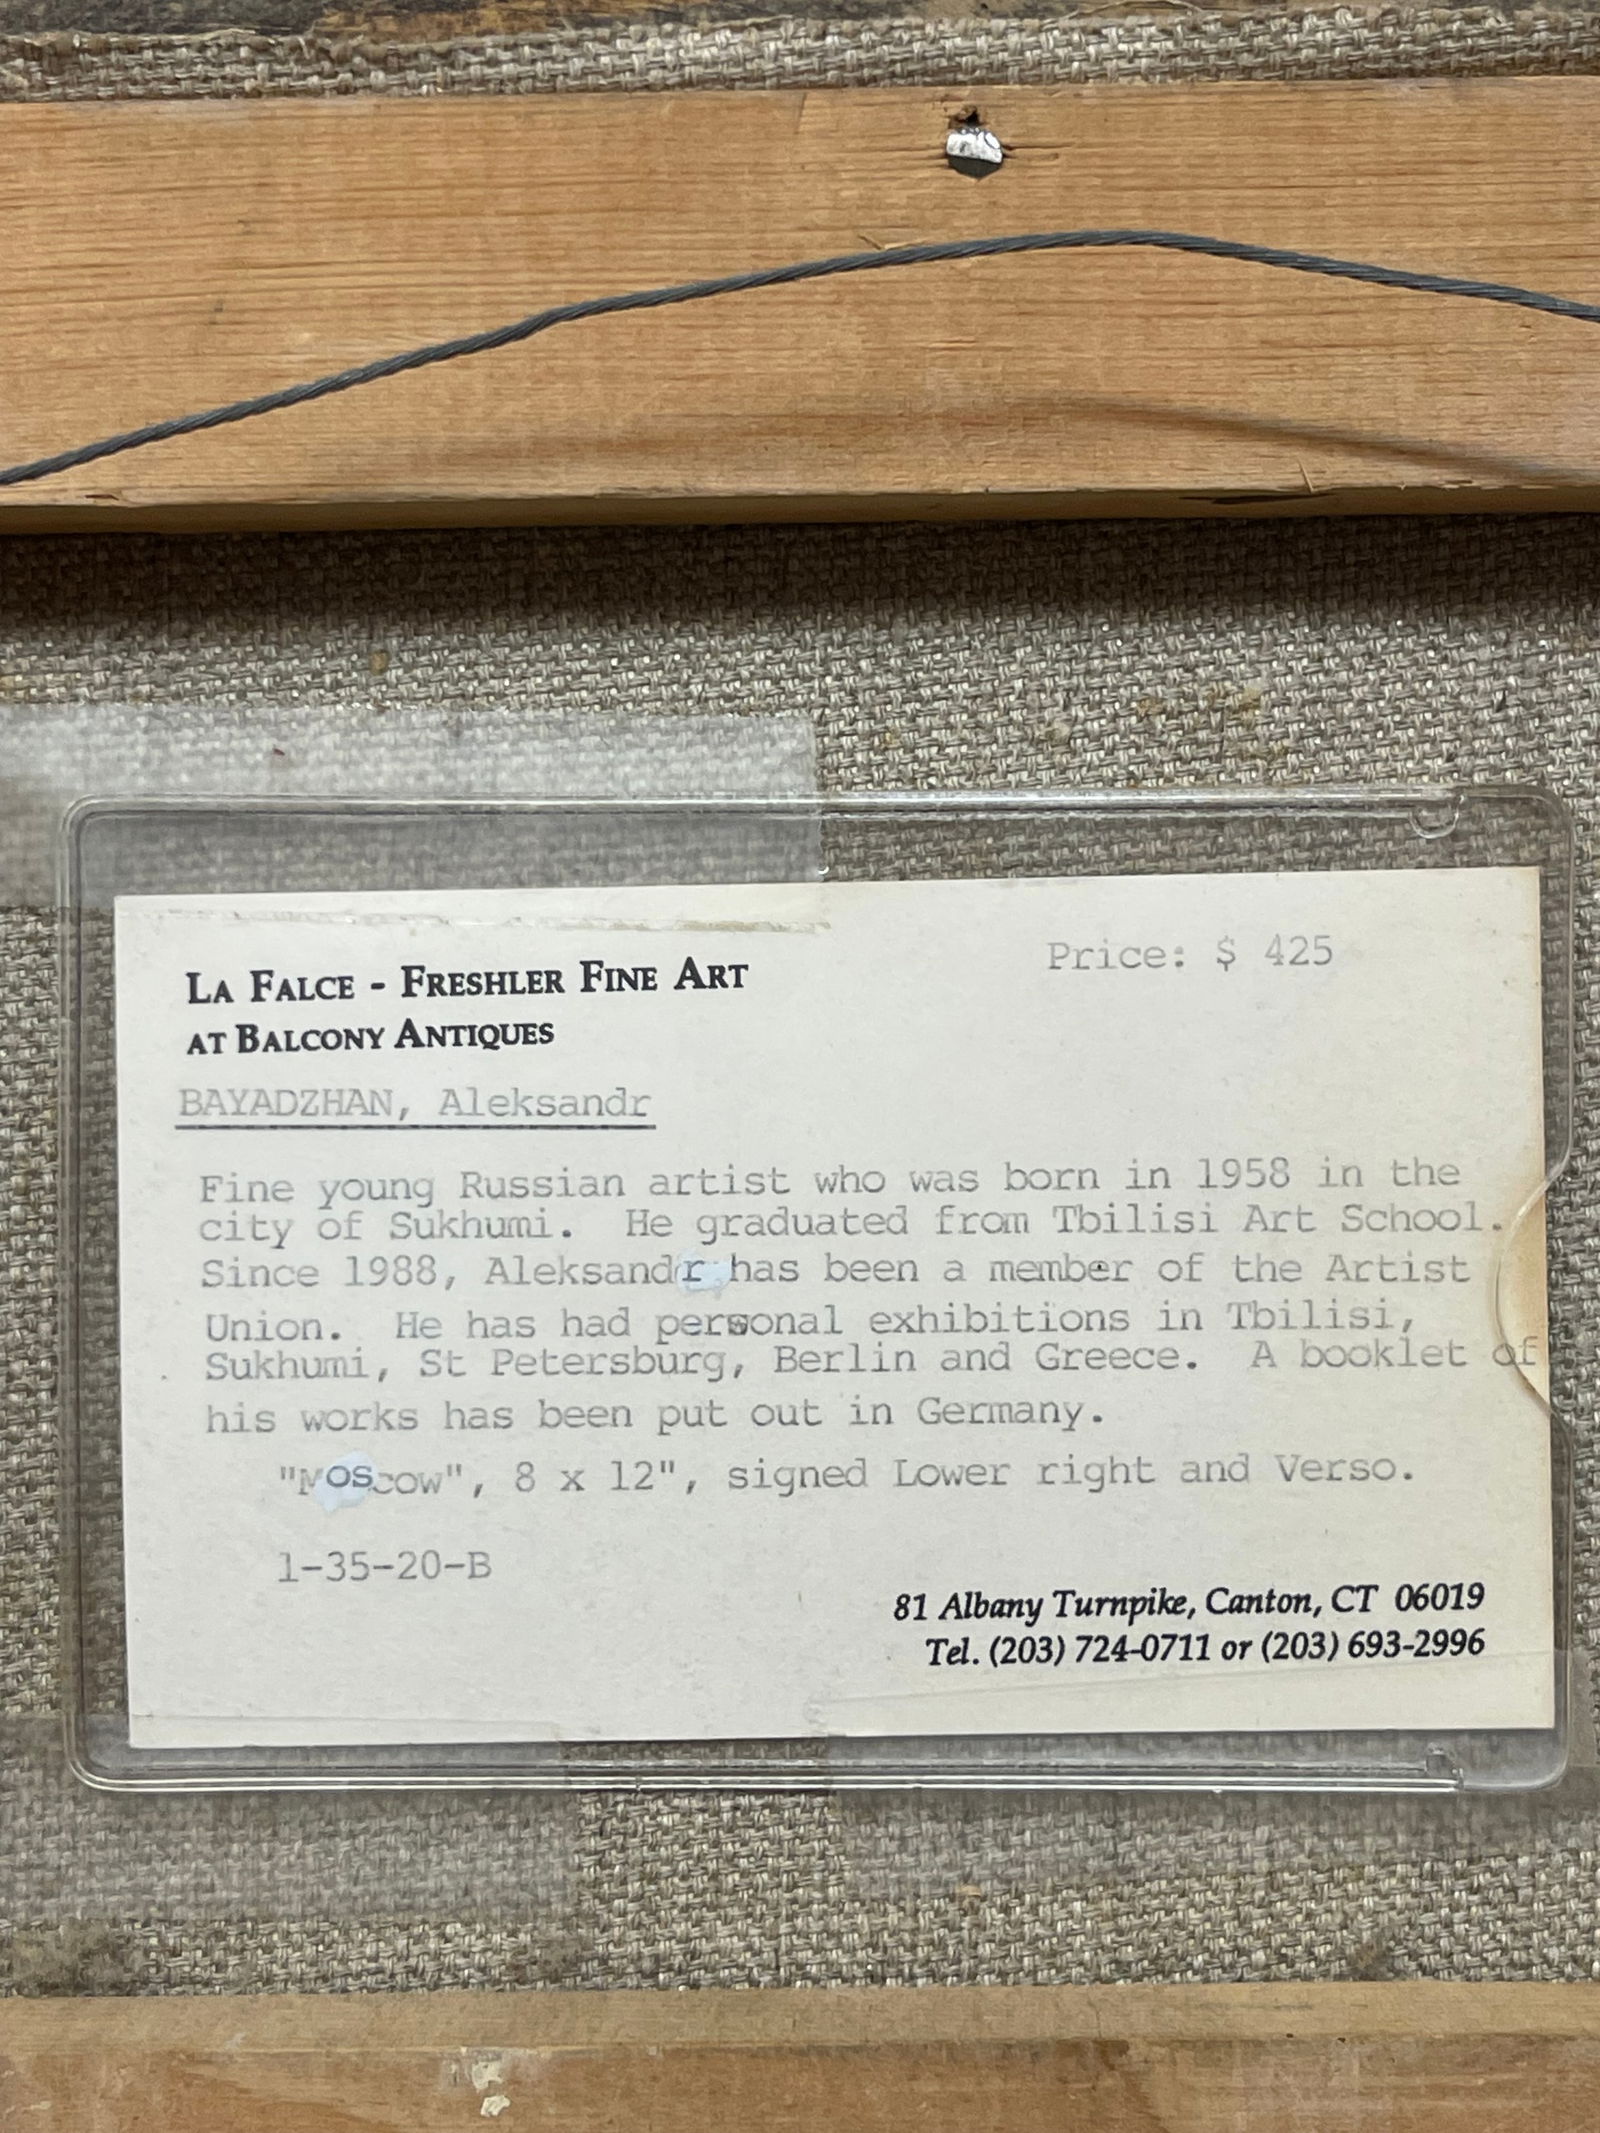 LA FALCE - FRESHLER FINE ART
AT BALCONY ANTIQUES
Price: $ 425
BAYADZHAN, Aleksandr
Fine young Russian artist who was born in 1958 in the
city of Sukhumi. He graduated from Tbilisi Art School.
Since 1988, Aleksandr has been a member of the Artist
Union. He has had personal exhibitions in Tbilisi,
Sukhumi, St Petersburg, Berlin and Greece. A booklet of
his works has been put out in Germany.
"Moscow", 8 x 12", signed Lower right and Verso.
1-35-20-B
81 Albany Turnpike, Canton, CT 06019
Tel. (203) 724-0711 or (203) 693-2996